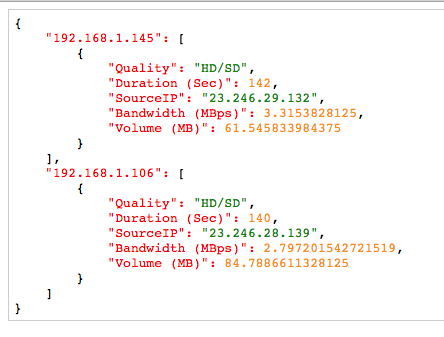 {
"192.168.1.145": [
{
"Quality": "HD/SD",
"Duration (Sec)": 142,
"SourceIP": "23.246.29.132",
"Bandwidth (MBps)": 3.3153828125,
"Volume (MB)": 61.545833984375
}
],
"192.168.1.106": [
{
"Quality": "HD/SD",
"Duration (Sec)": 140,
"SourceIP": "23.246.28.139",
"Bandwidth (MBps)": 2.797201542721519,
"Volume (MB)": 84.7886611328125
}
]
}